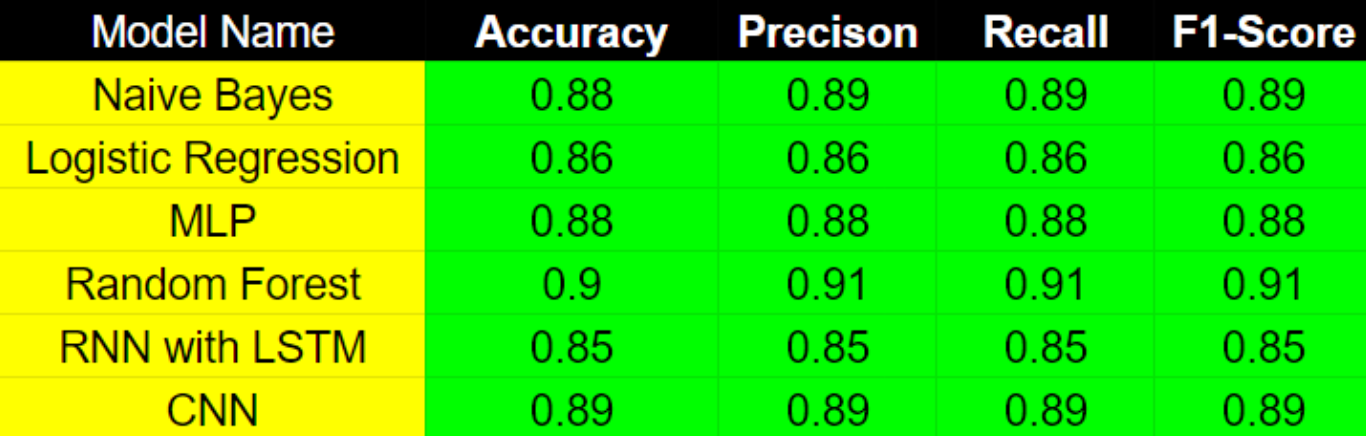 Model Name Accuracy Precison Recall F1-Score
Naive Bayes 0.88 0.89 0.89 0.89
Logistic Regression 0.86 0.86 0.86 0.86
MLP 0.88 0.88 0.88 0.88
Random Forest 0.9 0.91 0.91 0.91
RNN with LSTM 0.85 0.85 0.85 0.85
CNN 0.89 0.89 0.89 0.89